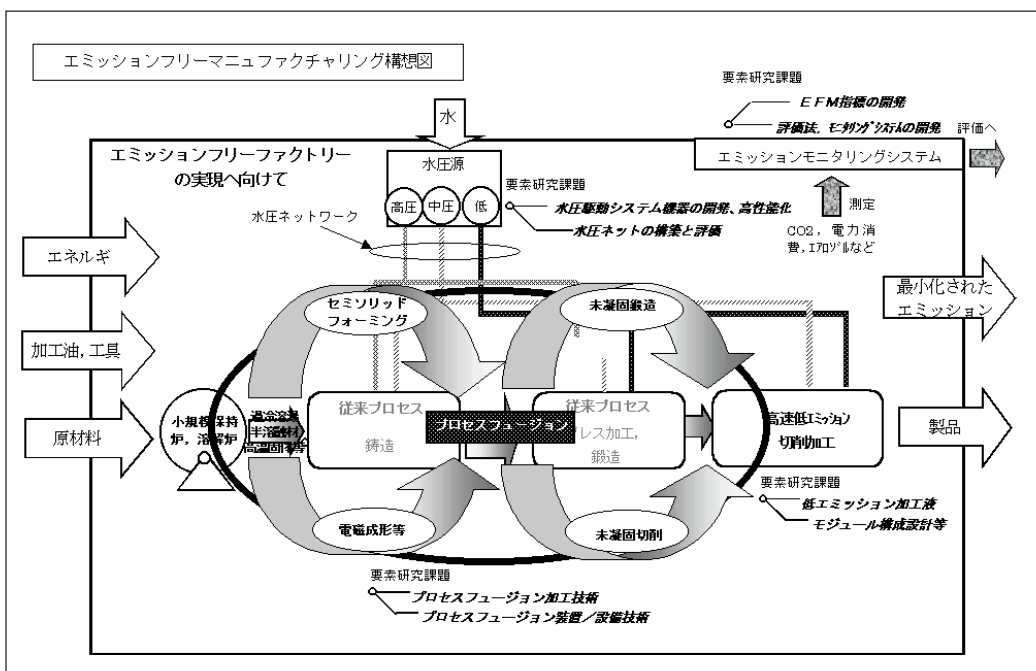 エミッションフリーマニュファクチャリング構想図
要素研究課題
ＥＦＭ指標の開発
評価法，ﾓﾆﾀﾘﾝｸﾞｼｽﾃﾑの開発
評価へ
水
エミッションフリーファクトリー
の実現へ向けて
水圧源
高圧
中圧
低
エミッションモニタリングシステム
要素研究課題
水圧駆動システム機器の開発、高性能化
水圧ネットの構築と評価
測定
CO2，電力消
費，ｴｱﾛｿﾞﾙなど
水圧ネットワーク
エネルギ
最小化された
エミッション
セミソリッド
フォーミング
未凝固鍛造
加工油，工具
原材料
小規模保持
炉，溶解炉
過冷溶湯
半溶融材
高温固材等
従来プロセス
鋳造
プロセスフュージョン
従来プロセス
レス加工，
鍛造
高速低ｴﾐｯｼｮﾝ
切削加工
製品
要素研究課題
低エミッション加工液
モジュール構成設計等
電磁成形等
未凝固切削
要素研究課題
プロセスフュージョン加工技術
プロセスフュージョン装置／設備技術